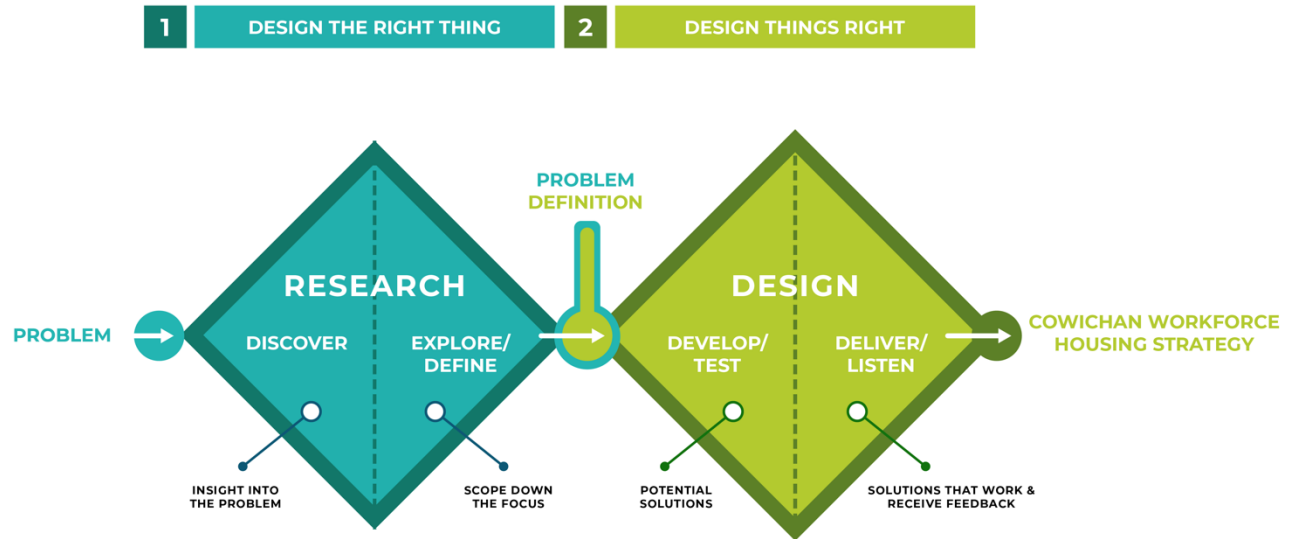 1
DESIGN THE RIGHT THING
2
DESIGN THINGS RIGHT
PROBLEM
RESEARCH
DISCOVER
EXPLORE/
DEFINE
INSIGHT INTO
THE PROBLEM
SCOPE DOWN
THE FOCUS
PROBLEM
DEFINITION
DESIGN
DEVELOP/
TEST
DELIVER/
LISTEN
POTENTIAL
SOLUTIONS
SOLUTIONS THAT WORK &
RECEIVE FEEDBACK
COWICHAN WORKFORCE
HOUSING STRATEGY